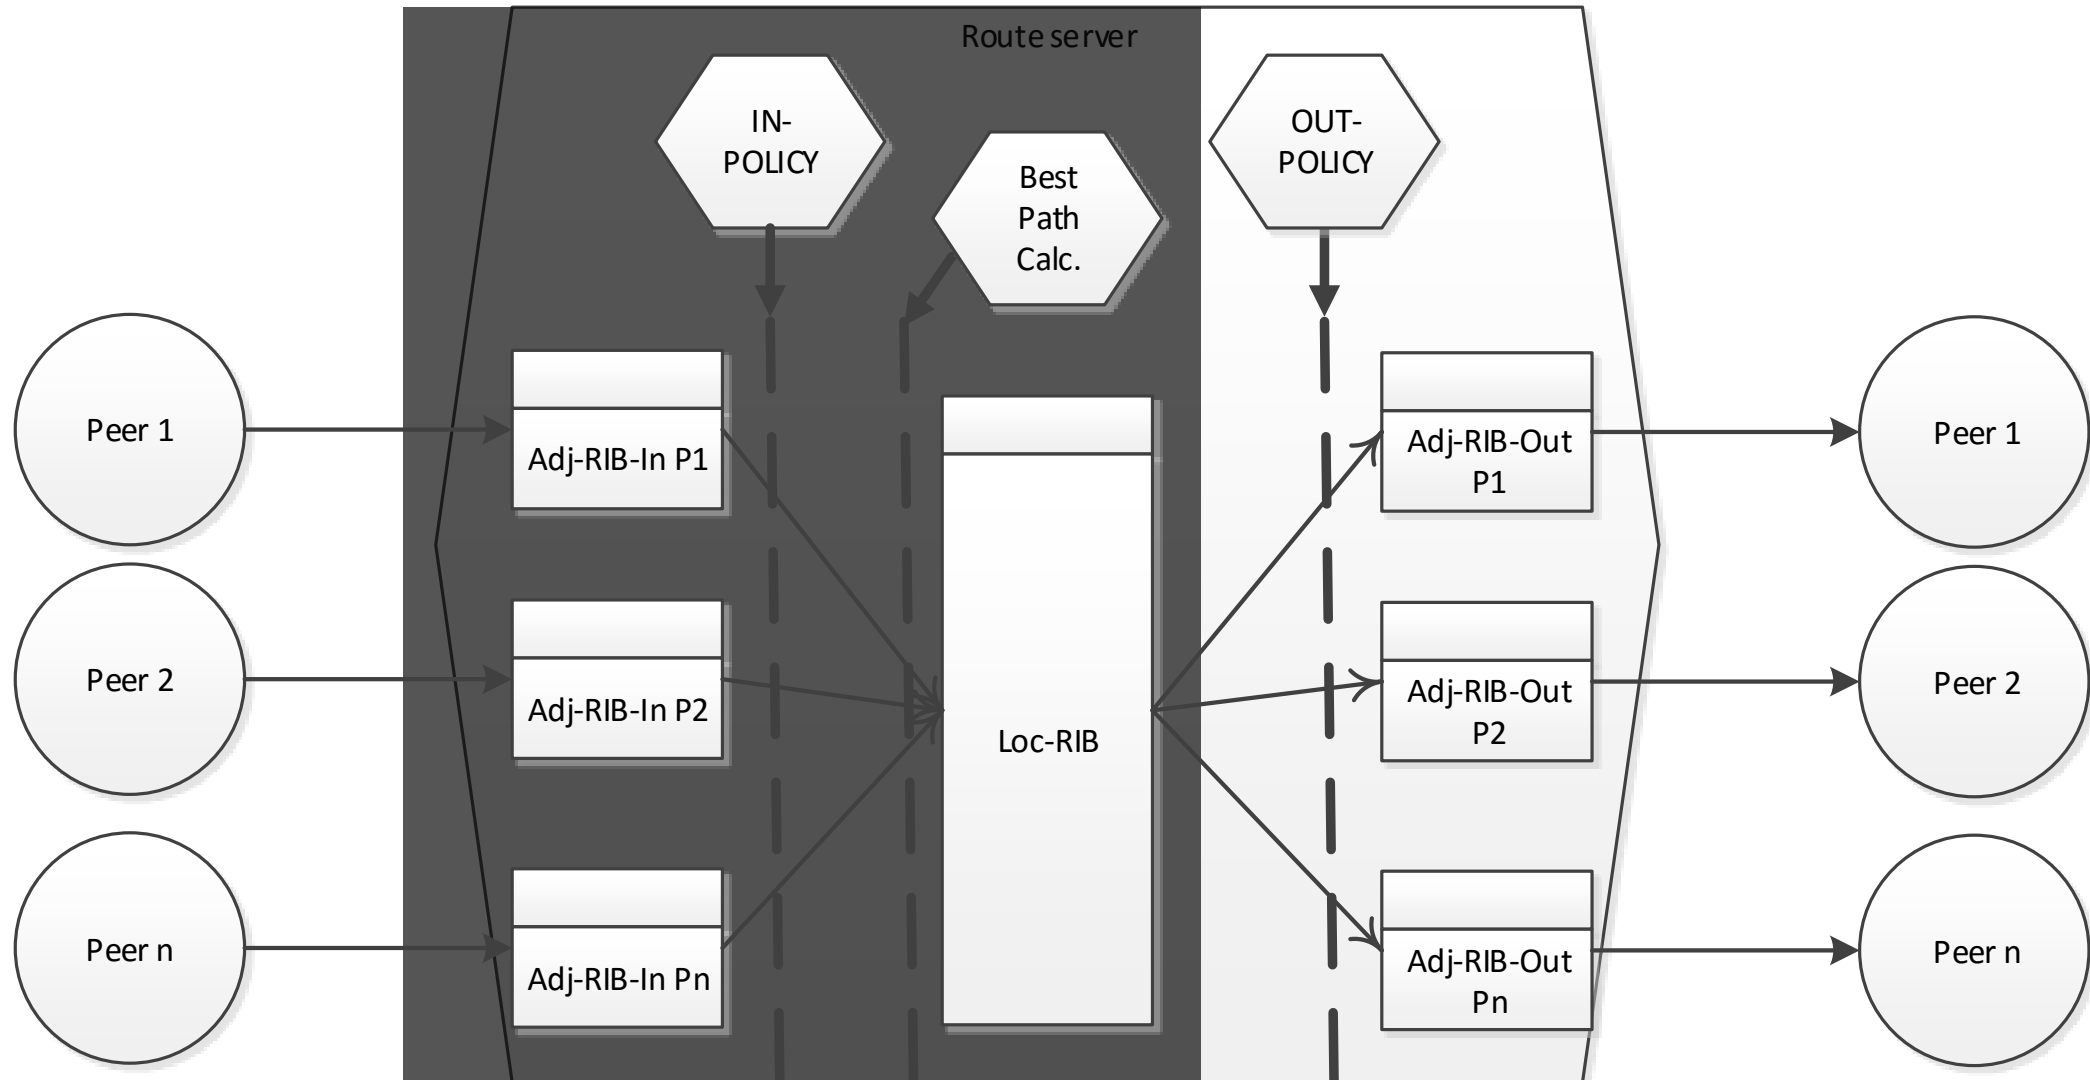 Route server
IN-
POLICY
Best
Path
Calc.
OUT-
POLICY
Peer 1
Adj-RIB-In P1
Adj-RIB-Out
P1
Peer 1
Peer 2
Adj-RIB-In P2
Loc-RIB
Adj-RIB-Out
P2
Peer 2
Peer n
Adj-RIB-In Pn
Adj-RIB-Out
Pn
Peer n